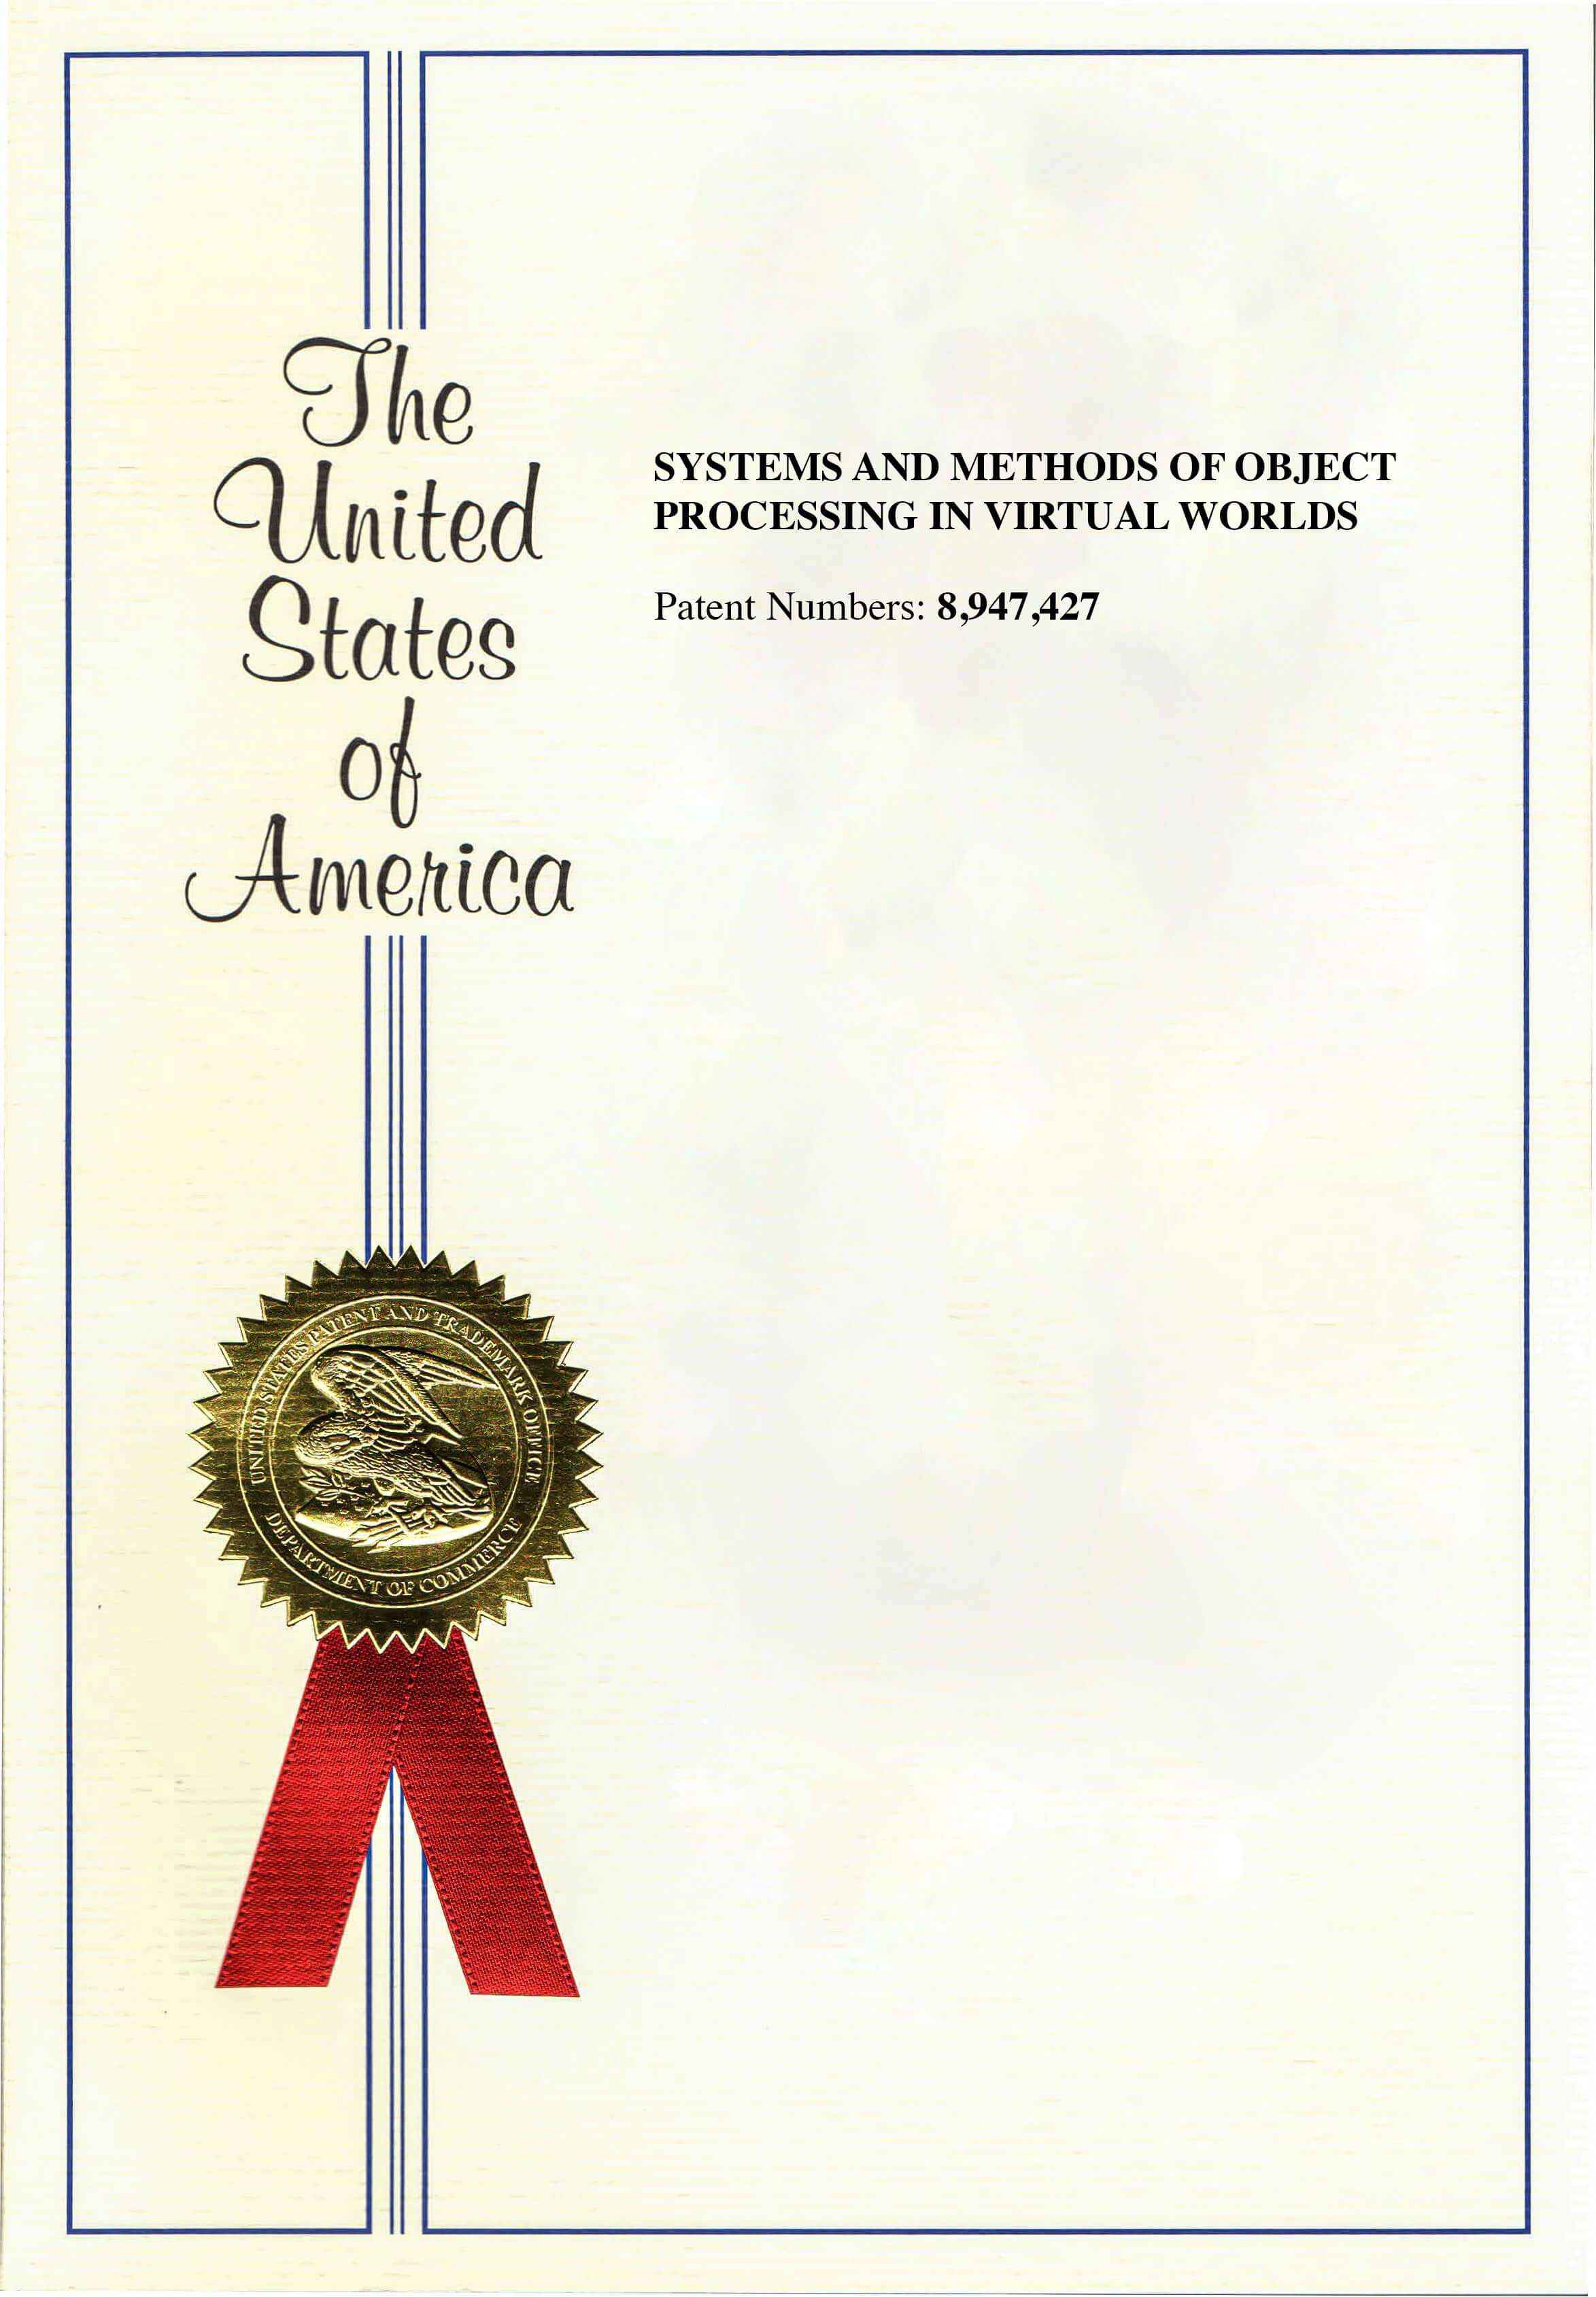 The
United
States
of
America
SYSTEMS AND METHODS OF OBJECT
PROCESSING IN VIRTUAL WORLDS
Patent Numbers: 8,947,427
UNITED STATES PATENT AND TRADEMARK OFFICE
DEPARTMENT OF COMMERCE